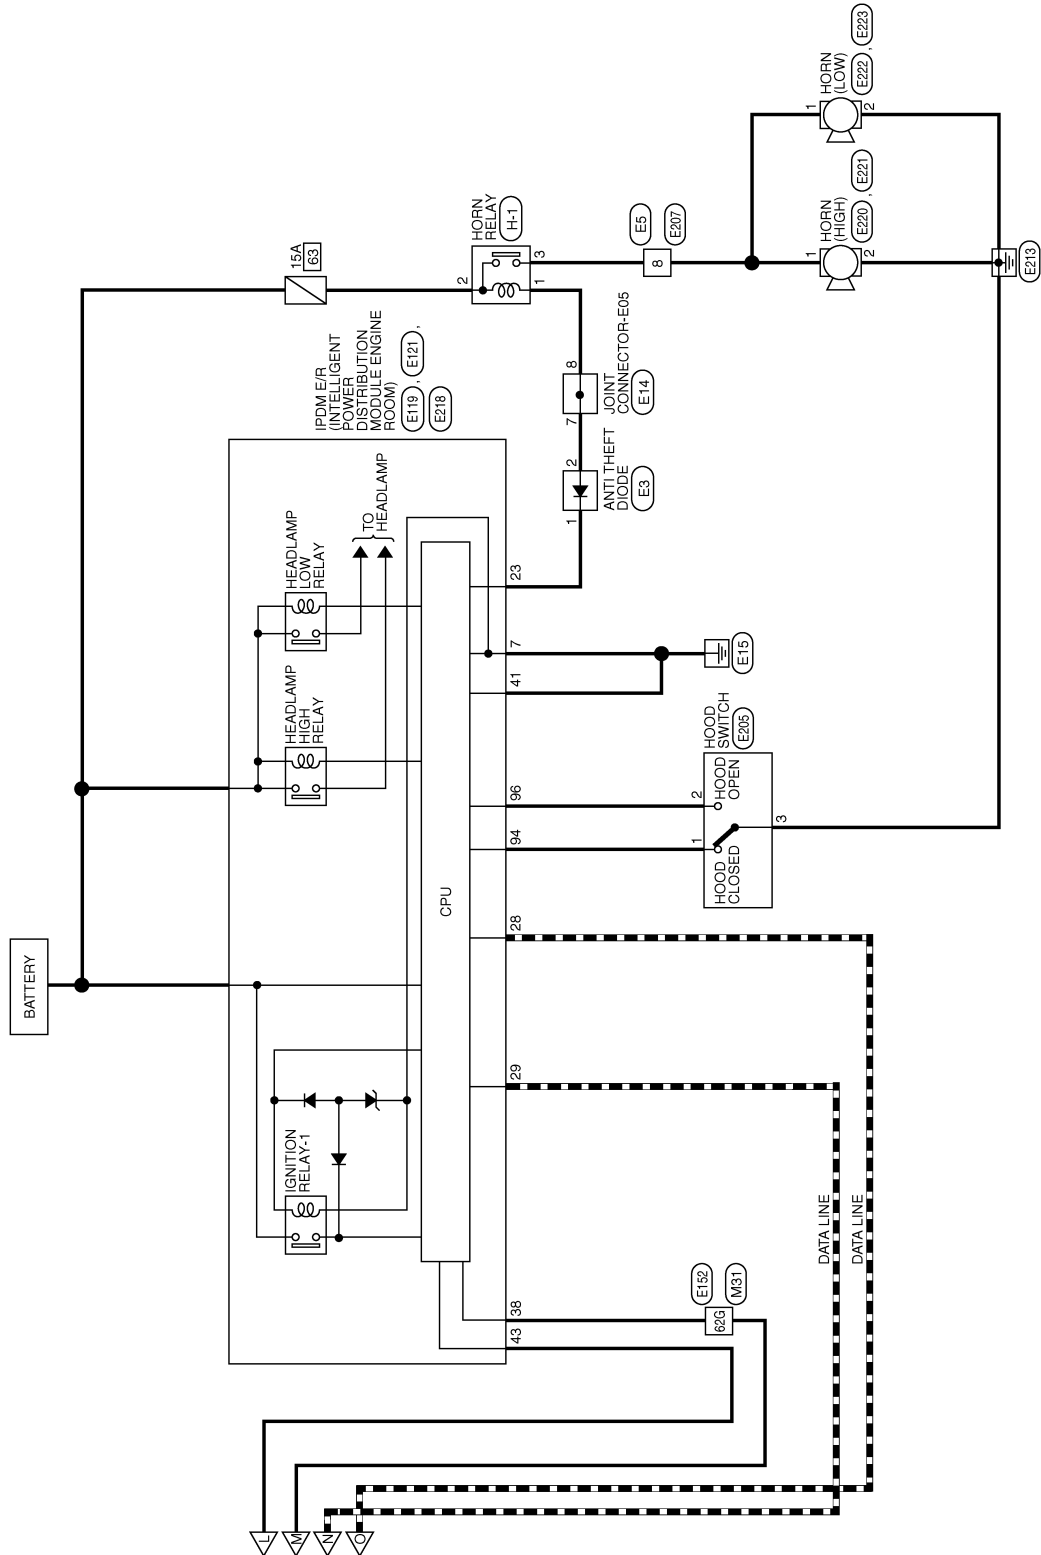 BATTERY
15A
63
HORN
RELAY
H-1
2
3
1
E5
E207
8
HORN
(LOW)
E222 , E223
1
2
HORN
(HIGH)
E220 , E221
1
2
E213
IPDM E/R
(INTELLIGENT
POWER
DISTRIBUTION
MODULE ENGINE
ROOM)
E119 , E121 ,
E218
8
JOINT
CONNECTOR-E05
E14
7
2
ANTI THEFT
DIODE
E3
1
TO
HEADLAMP
HEADLAMP
LOW
RELAY
HEADLAMP
HIGH
RELAY
IGNITION
RELAY-1
CPU
23
7
41
E15
96
94
HOOD
SWITCH
E205
2
HOOD
OPEN
1
HOOD
CLOSED
3
28
29
38
43
E152
M31
62G
DATA LINE
DATA LINE
L
M
N
O